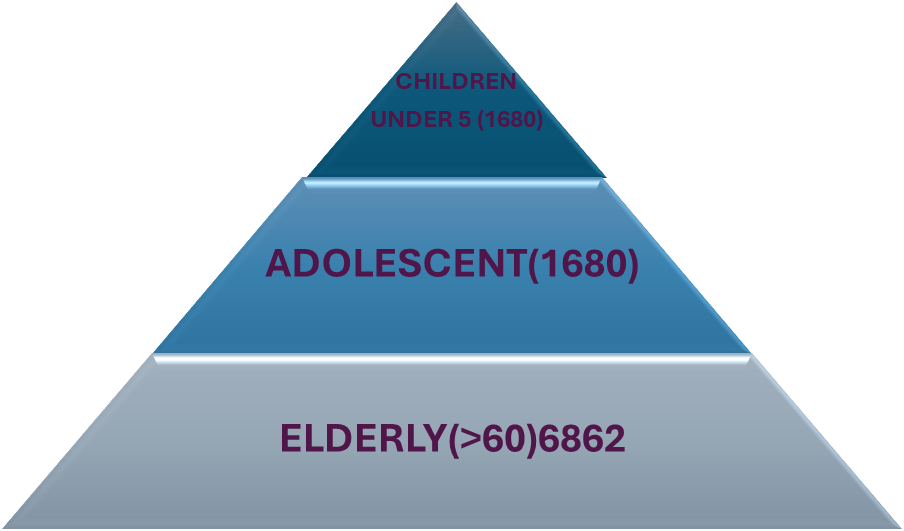 CHILDREN
UNDER 5 (1680)
ADOLESCENT(1680)
ELDERLY(>60)6862